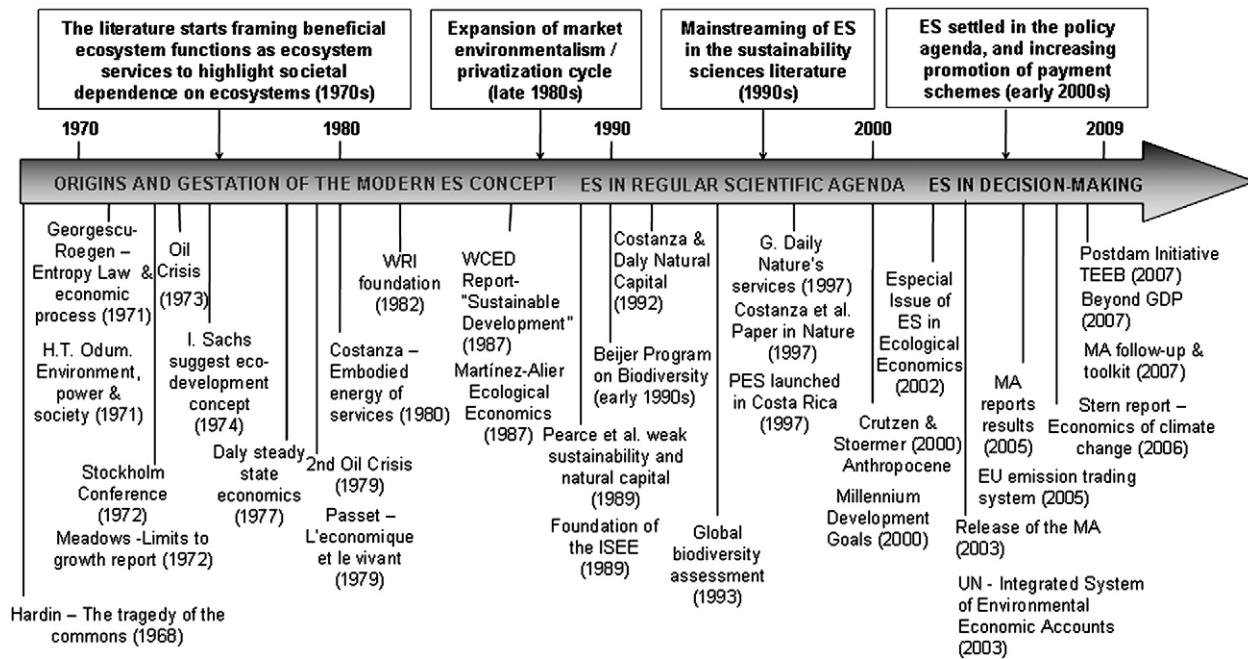 The literature starts framing beneficial
ecosystem functions as ecosystem
services to highlight societal
dependence on ecosystems (1970s)
Expansion of market
environmentalism /
privatization cycle
(late 1980s)
Mainstreaming of ES
in the sustainability
sciences literature
(1990s)
ES settled in the policy
agenda, and increasing
promotion of payment
schemes (early 2000s)
1970
1980
1990
2000
2009
ORIGINS AND GESTATION OF THE MODERN ES CONCEPT
ES IN REGULAR SCIENTIFIC AGENDA
ES IN DECISION-MAKING
Georgescu-
Roegen –
Entropy Law &
economic
process (1971)
H.T. Odum.
Environment,
power &
society
(1971)
Oil
Crisis
(1973)
I. Sachs
suggest eco-
development
concept
(1974)
Stockholm
Conference
(1972)
Meadows -Limits to
growth report (1972)
Hardin – The tragedy of the
commons (1968)
Daly steady
state
economics
(1977)
2nd Oil Crisis
(1979)
Passet –
L'economique
et le vivant
(1979)
WRI
foundation
(1982)
Costanza –
Embodied
energy of
services (1980)
WCED
Report-
"Sustainable
Development"
(1987)
Martínez-Alier
Ecological
Economics
(1987)
Pearce et al. weak
sustainability and
natural capital
(1989)
Foundation of
the ISEE
(1989)
Costanza &
Daly Natural
Capital
(1992)
Beijer Program
on Biodiversity
(early 1990s)
Global
biodiversity
assessment
(1993)
G. Daily
Nature's
services (1997)
Costanza et al.
Paper in Nature
(1997)
PES launched
in Costa Rica
(1997)
Crutzen &
Stoermer (2000)
Anthropocene
Millennium
Development
Goals (2000)
Especial
Issue of
ES in
Ecological
Economics
(2002)
Release of the MA
(2003)
UN - Integrated System
of Environmental
Economic Accounts
(2003)
MA
reports
results
(2005)
EU emission trading
system (2005)
Postdam Initiative
TEEB (2007)
Beyond GDP
(2007)
MA follow-up &
toolkit (2007)
Stern report –
Economics of climate
change (2006)